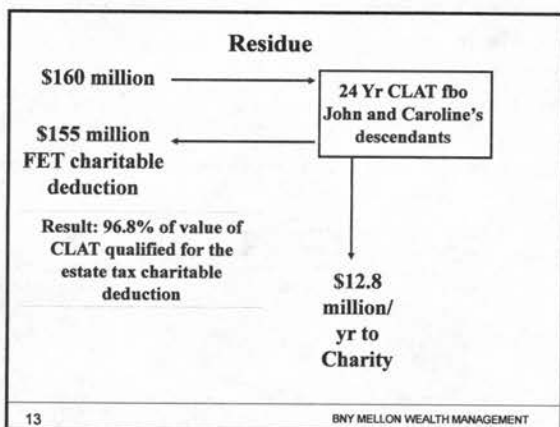 Residue
$160 million
24 Yr CLAT fbo
John and Caroline's
descendants
$155 million
FET charitable
deduction
Result: 96.8% of value of
CLAT qualified for the
estate tax charitable
deduction
$12.8
million/
yr to
Charity
13
BNY MELLON WEALTH MANAGEMENT